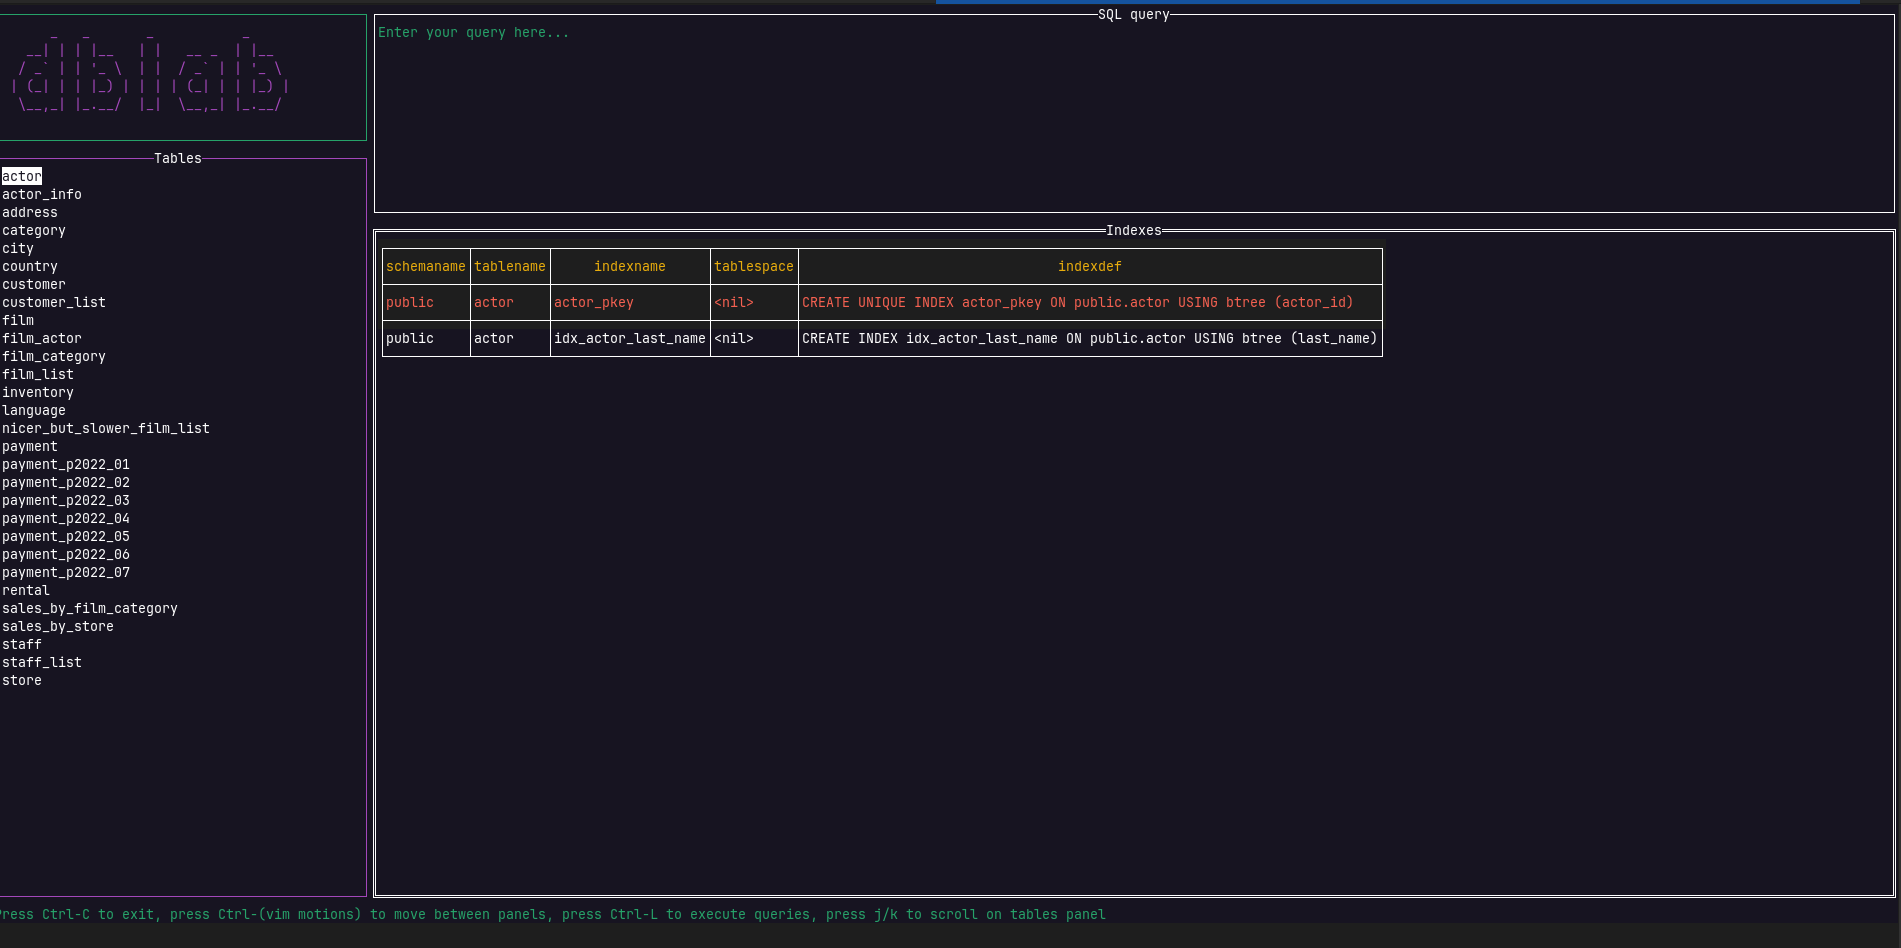 dblab
SQL query
Enter your query here...
Tables
actor
actor_info
address
category
city
country
customer
customer_list
film
film_actor
film_category
film_list
inventory
language
nicer_but_slower_film_list
payment
payment_p2022_01
payment_p2022_02
payment_p2022_03
payment_p2022_04
payment_p2022_05
payment_p2022_06
payment_p2022_07
rental
sales_by_film_category
sales_by_store
staff
staff_list
store
Indexes
schemaname tablename indexname tablespace indexdef
public actor actor_pkey <nil> CREATE UNIQUE INDEX actor_pkey ON public.actor USING btree (actor_id)
public actor idx_actor_last_name <nil> CREATE INDEX idx_actor_last_name ON public.actor USING btree (last_name)
Press Ctrl-C to exit, press Ctrl-(vim motions) to move between panels, press Ctrl-L to execute queries, press j/k to scroll on tables panel